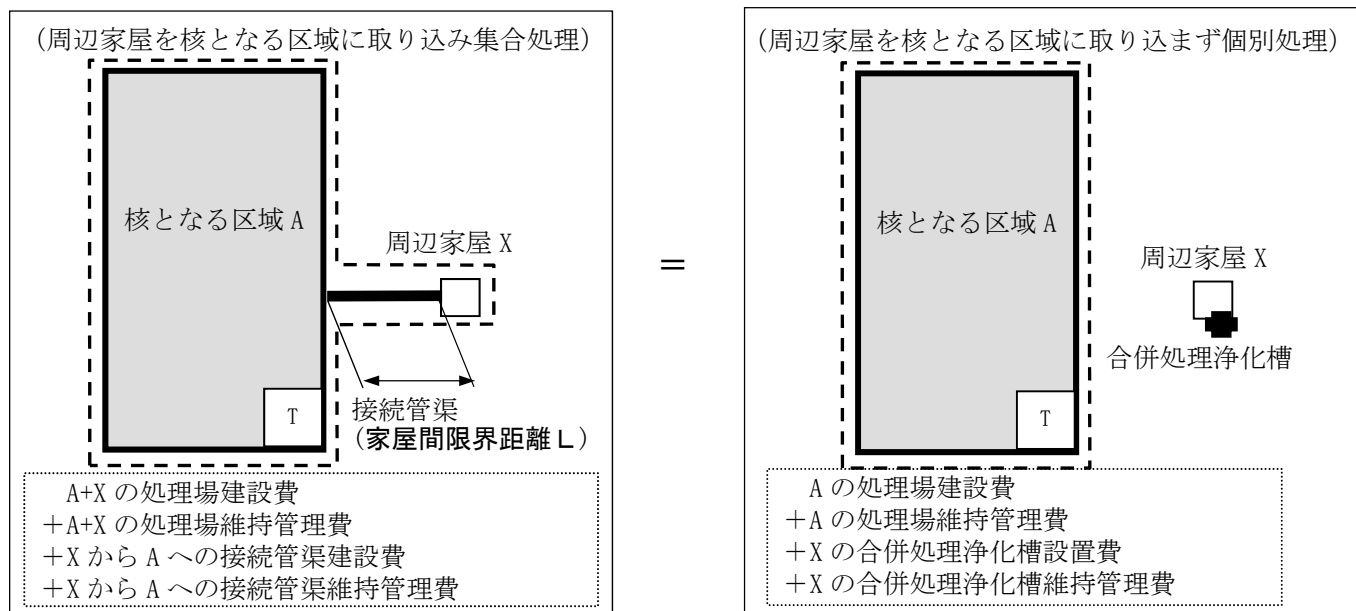 (周辺家屋を核となる区域に取り込み集合処理)
核となる区域 A
周辺家屋 X
T
接続管渠
(家屋間限界距離L)
A+X の処理場建設費
+A+X の処理場維持管理費
+X から A への接続管渠建設費
+X から A への接続管渠維持管理費
=
(周辺家屋を核となる区域に取り込まず個別処理)
核となる区域 A
周辺家屋 X
合併処理浄化槽
T
A の処理場建設費
+A の処理場維持管理費
+X の合併処理浄化槽設置費
+X の合併処理浄化槽維持管理費